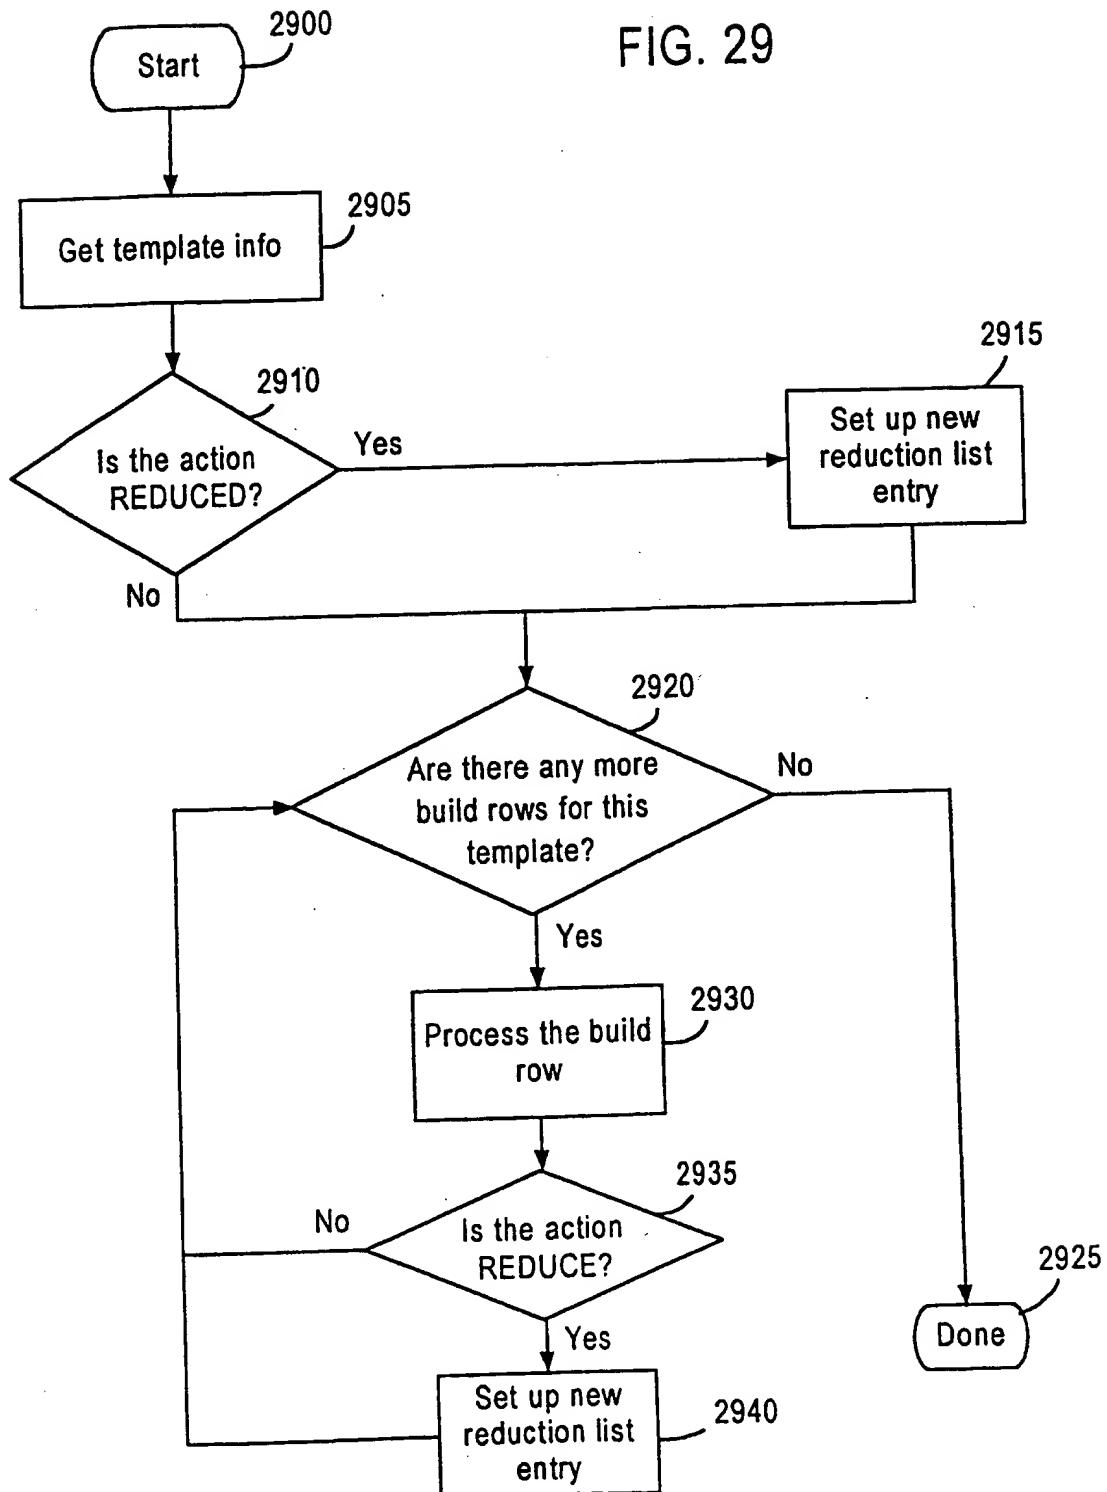 FIG. 29
2900
Start
2905
Get template info
2910
Is the action
REDUCED?
Yes
No
2915
Set up new
reduction list
entry
2920
Are there any more
build rows for this
template?
No
Yes
2930
Process the build
row
2935
Is the action
REDUCE?
No
Yes
2925
Done
2940
Set up new
reduction list
entry